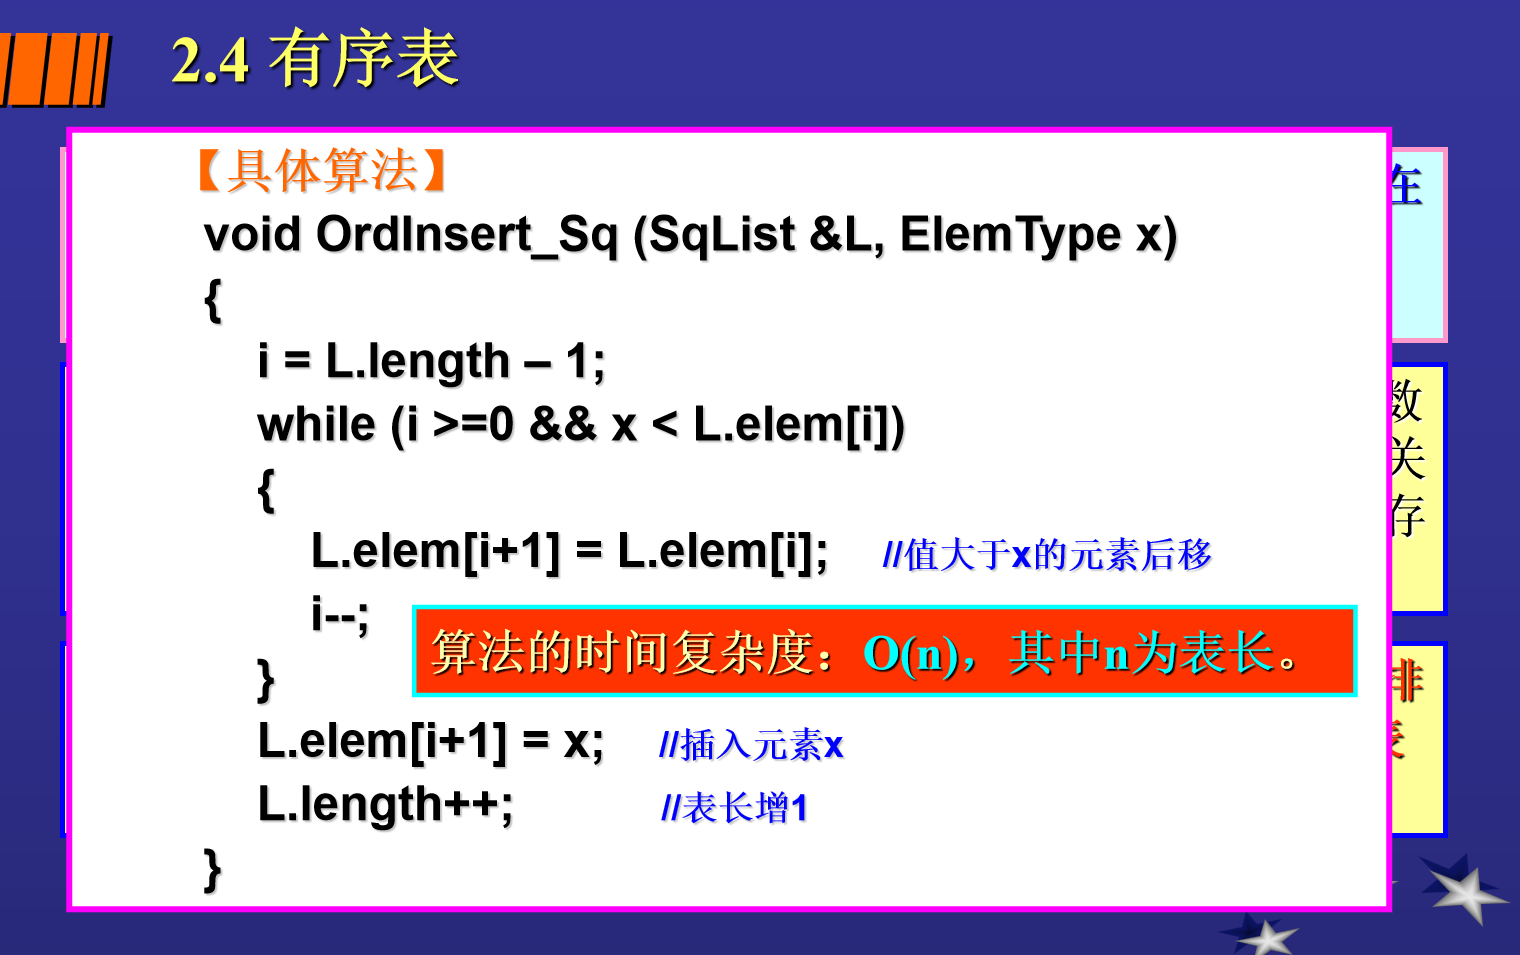 2.4 有序表
【具体算法】
void OrdInsert_Sq (SqList &L, ElemType x)
{
i = L.length – 1;
while (i >=0 && x < L.elem[i])
{
L.elem[i+1] = L.elem[i]; //值大于x的元素后移
i--;
}
算法的时间复杂度：O(n)，其中n为表长。
L.elem[i+1] = x; //插入元素x
L.length++; //表长增1
}
在
数
关
存
排
表